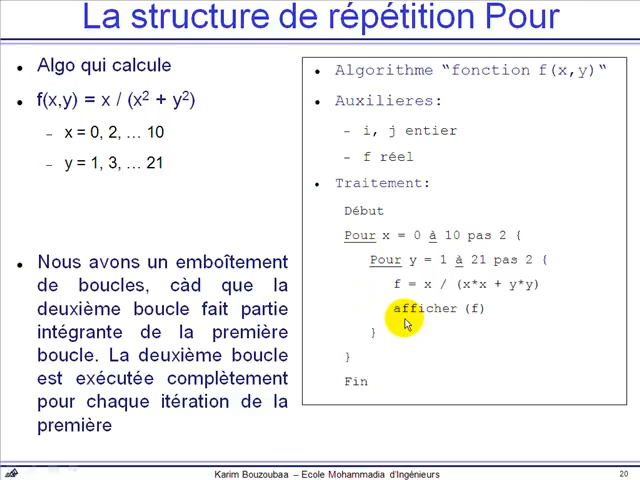 La structure de répétition Pour
Algo qui calcule
f(x,y) = x / (x² + y²)
– x = 0, 2, … 10
– y = 1, 3, … 21
Nous avons un emboîtement
de boucles, càd que la
deuxième boucle fait partie
intégrante de la première
boucle. La deuxième boucle
est exécutée complètement
pour chaque itération de la
première
Algorithme "fonction f(x,y)"
Auxilieres:
– i, j entier
– f réel
Traitement:
Début
Pour x = 0 à 10 pas 2 {
Pour y = 1 à 21 pas 2 {
f = x / (x*x + y*y)
afficher (f)
}
}
Fin
Karim Bouzoubaa – Ecole Mohammadia d'Ingénieurs
20